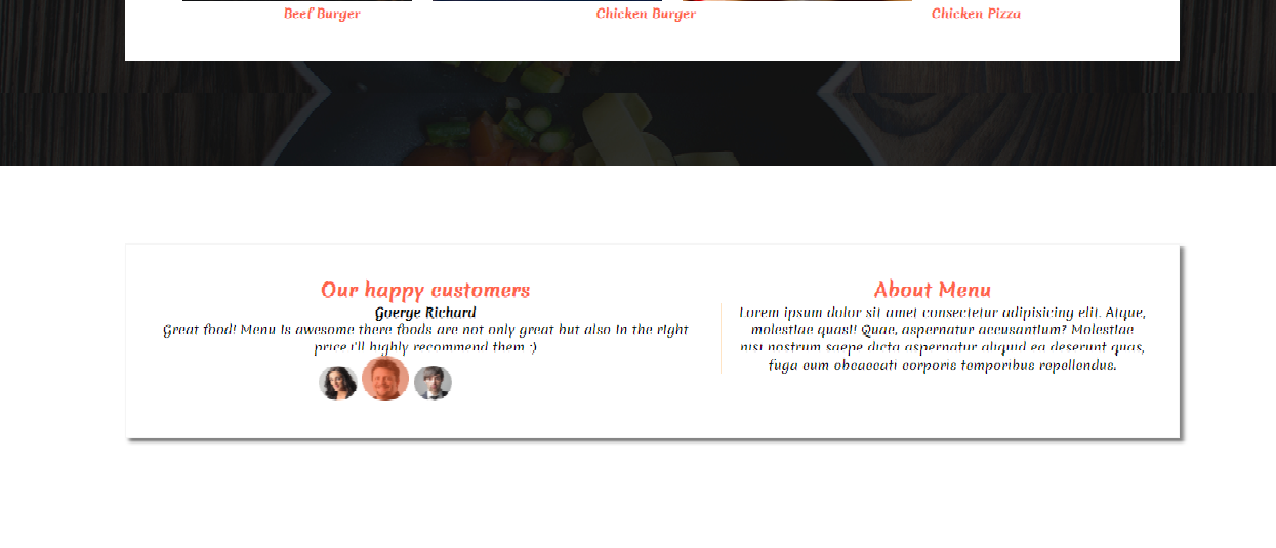 Beef Burger Chicken Burger Chicken Pizza
Our happy customers
Goerge Richard
Great food! Menu is awesome there foods are not only great but also in the right
price i'll highly recommend them :)
About Menu
Lorem ipsum dolor sit amet consectetur adipisicing elit. Atque,
molestiae quasi! Quae, aspernatur accusantium? Molestiae
nisi nostrum saepe dicta aspernatur aliquid ea deserunt quas,
fuga eum obcaecati corporis temporibus repellendus.